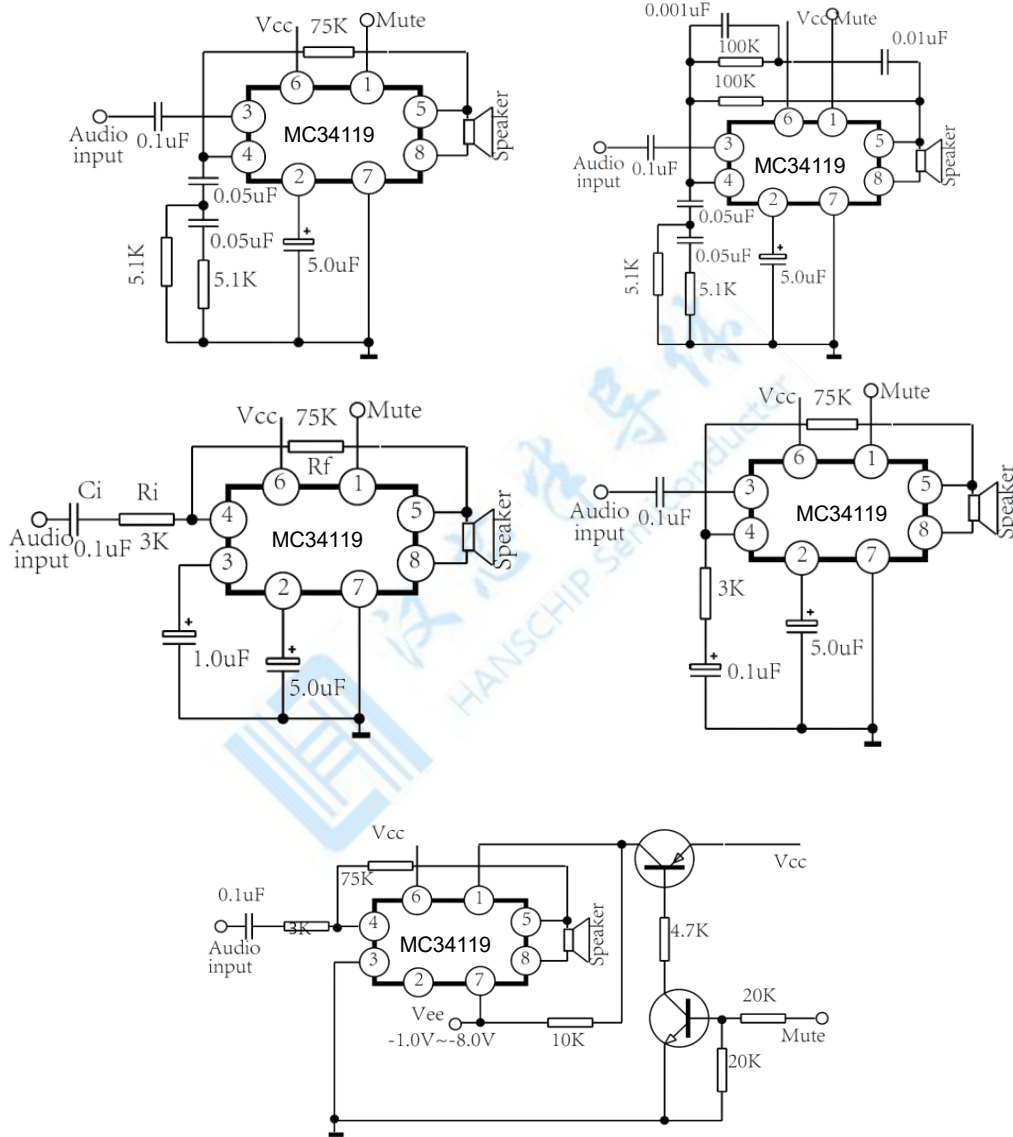 Vcc
75K
Mute
6
1
3
5
Audio
input
0.1uF
MC34119
4
8
Speaker
2
7
0.05uF
0.05uF
5.1K
5.1K
5.0uF
+
0.001uF
Vcc
Mute
0.01uF
100K
100K
6
1
3
5
Audio
input
0.1uF
MC34119
4
8
Speaker
2
7
0.05uF
0.05uF
5.1K
5.1K
5.0uF
+
Vcc
75K
Mute
Rf
6
1
Ci
Ri
4
5
Audio
input
0.1uF
3K
MC34119
3
8
Speaker
2
7
+
1.0uF
+
5.0uF
Vcc
75K
Mute
6
1
3
5
Audio
input
0.1uF
MC34119
4
8
Speaker
2
7
3K
+
0.1uF
+
5.0uF
汉芯半导体
HANSCHIP Semiconductor
Vcc
Vcc
75K
6
1
0.1uF
3K
4
5
Audio
input
MC34119
3
8
Speaker
2
7
4.7K
Vee
-1.0V~-8.0V
10K
20K
Mute
20K